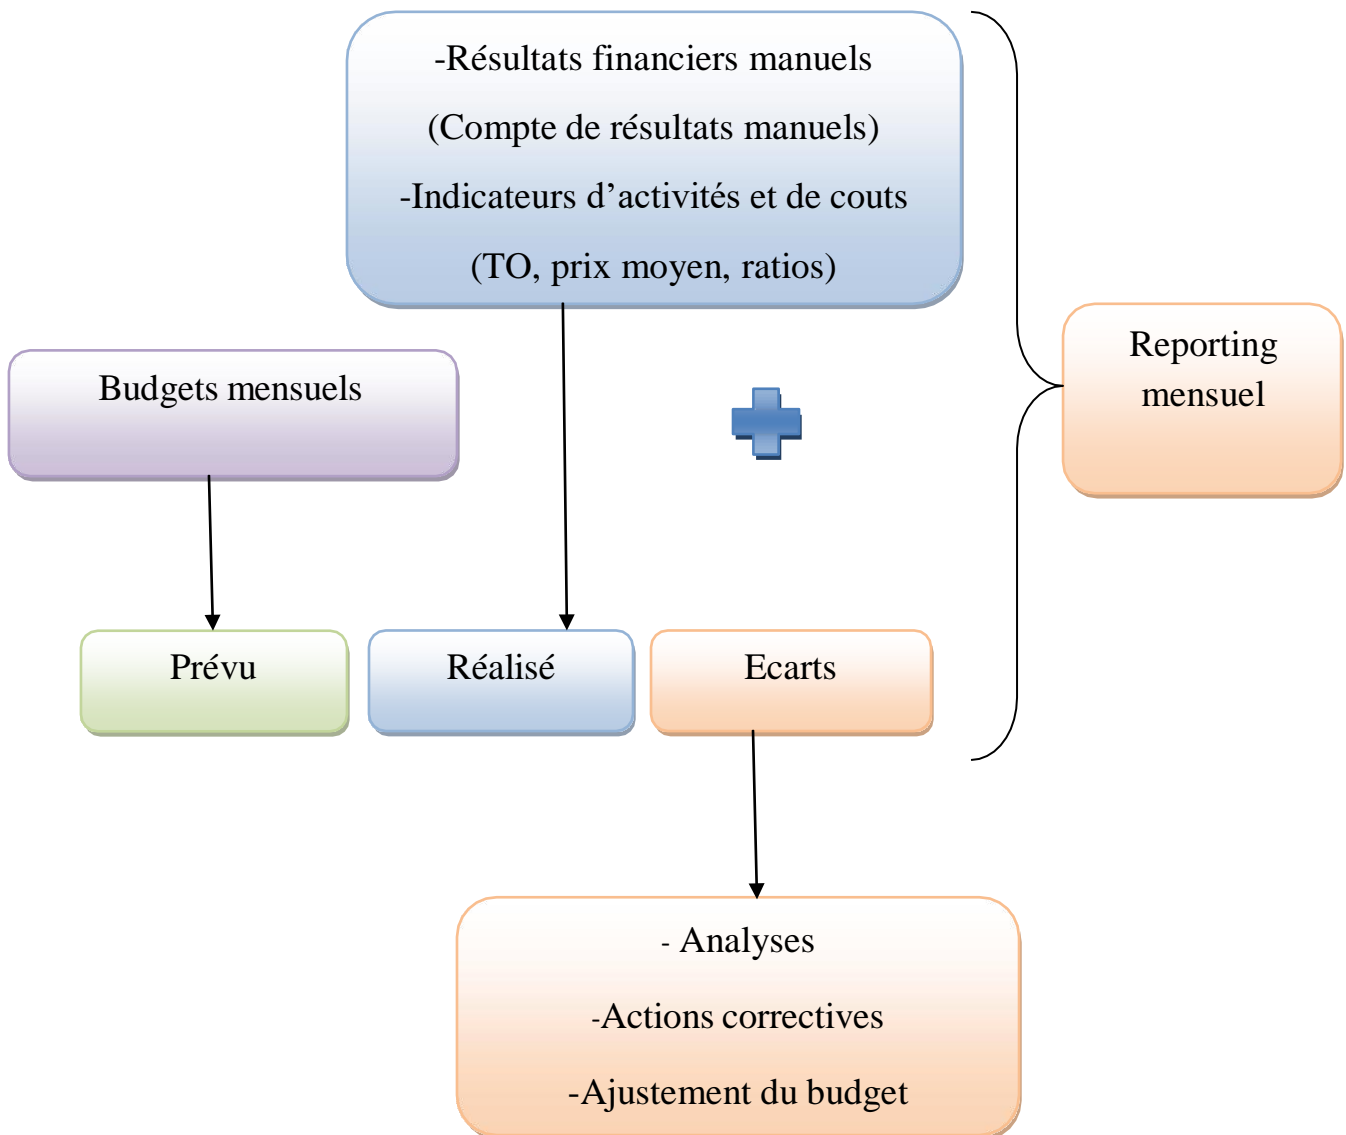 -Résultats financiers manuels
(Compte de résultats manuels)
-Indicateurs d’activités et de couts
(TO, prix moyen, ratios)
Budgets mensuels
Reporting
mensuel
Prévu
Réalisé
Ecarts
- Analyses
-Actions correctives
-Ajustement du budget